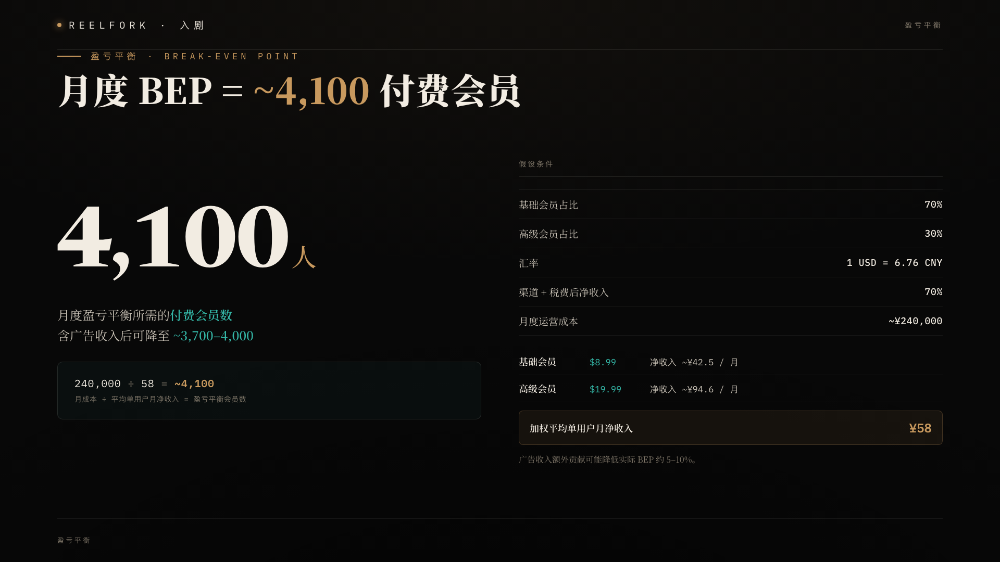 REELFORK · 入剧
盈亏平衡
盈亏平衡 · BREAK-EVEN POINT
月度 BEP = ~4,100 付费会员
4,100人
月度盈亏平衡所需的付费会员数
含广告收入后可降至 ~3,700–4,000
240,000 ÷ 58 = ~4,100
月成本 ÷ 平均单用户月净收入 = 盈亏平衡会员数
假设条件
基础会员占比 70%
高级会员占比 30%
汇率 1 USD = 6.76 CNY
渠道 + 税费后净收入 70%
月度运营成本 ~¥240,000
基础会员 $8.99 净收入 ~¥42.5 / 月
高级会员 $19.99 净收入 ~¥94.6 / 月
加权平均单用户月净收入 ¥58
广告收入额外贡献可能降低实际 BEP 约 5–10%。
盈亏平衡